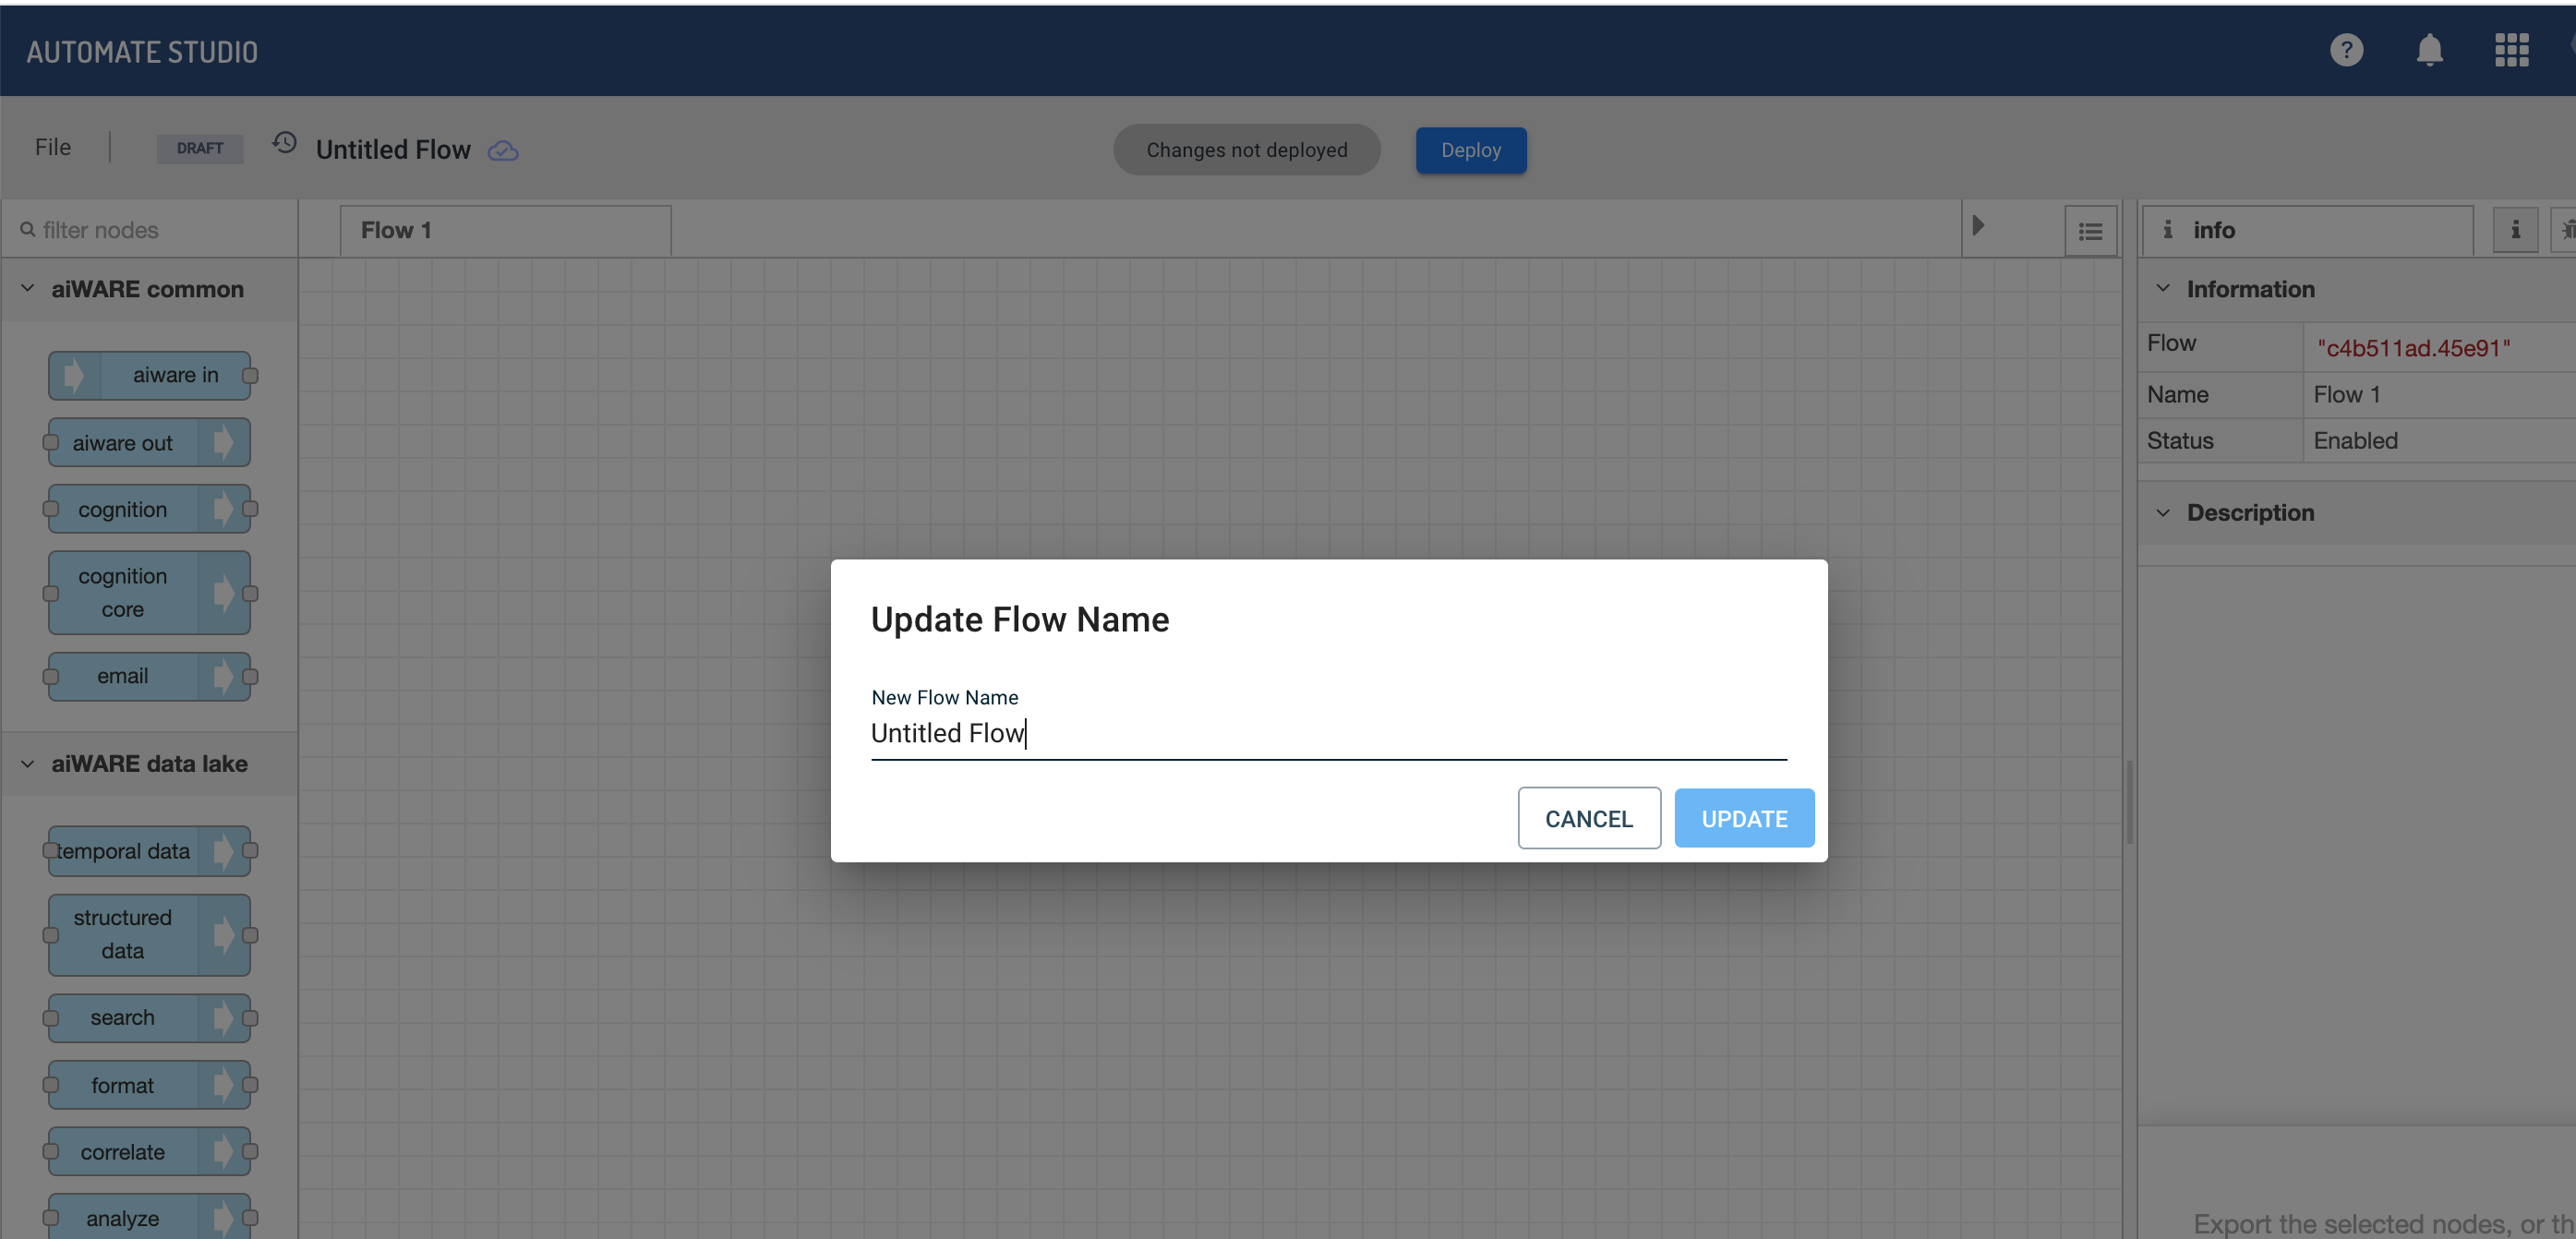 AUTOMATE STUDIO
File
DRAFT
Untitled Flow
Changes not deployed
Deploy
filter nodes
Flow 1
info
aiWARE common
aiware in
aiware out
cognition
cognition
core
email
aiWARE data lake
temporal data
structured
data
search
format
correlate
analyze
Update Flow Name
New Flow Name
Untitled Flow
CANCEL
UPDATE
Information
Flow "c4b511ad.45e91"
Name Flow 1
Status Enabled
Description
Export the selected nodes, or th